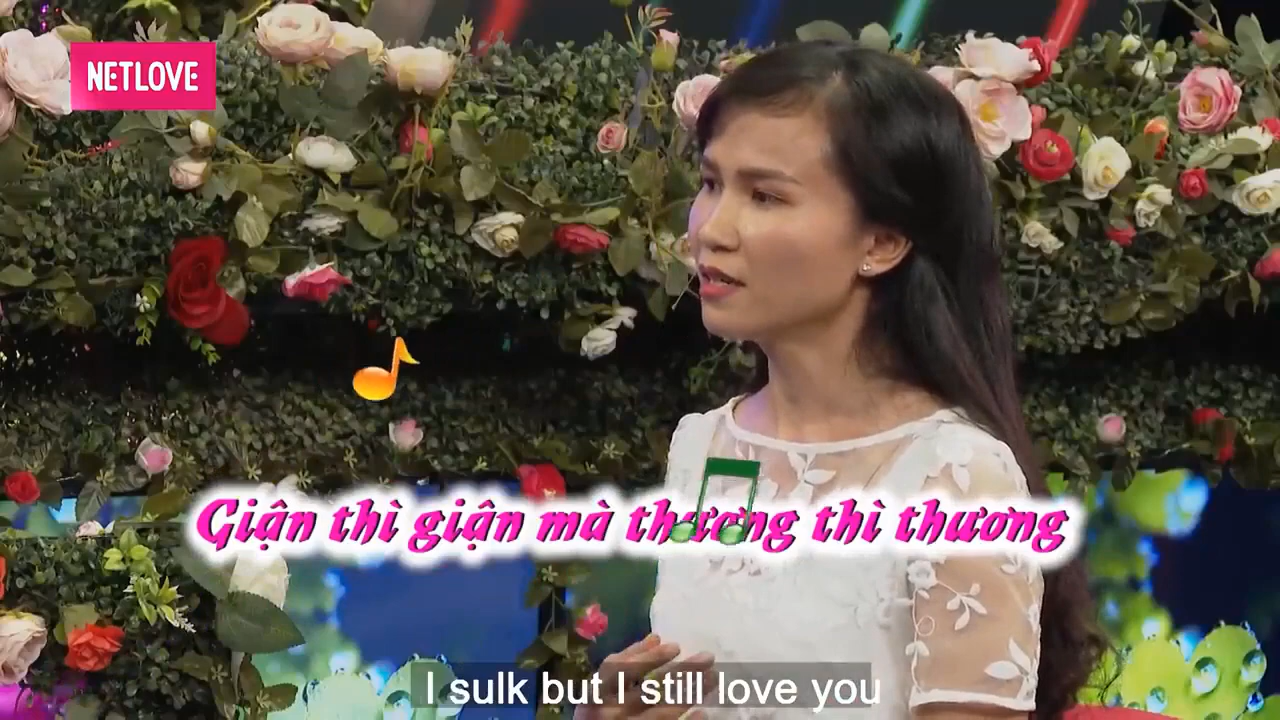 NETLOVE
Giận thì giận mà thương thì thương
I sulk but I still love you